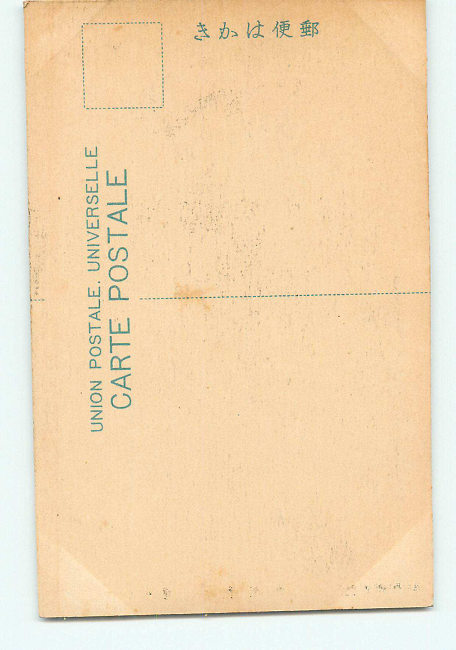 郵便はかき
UNION POSTALE. UNIVERSELLE
CARTE POSTALE